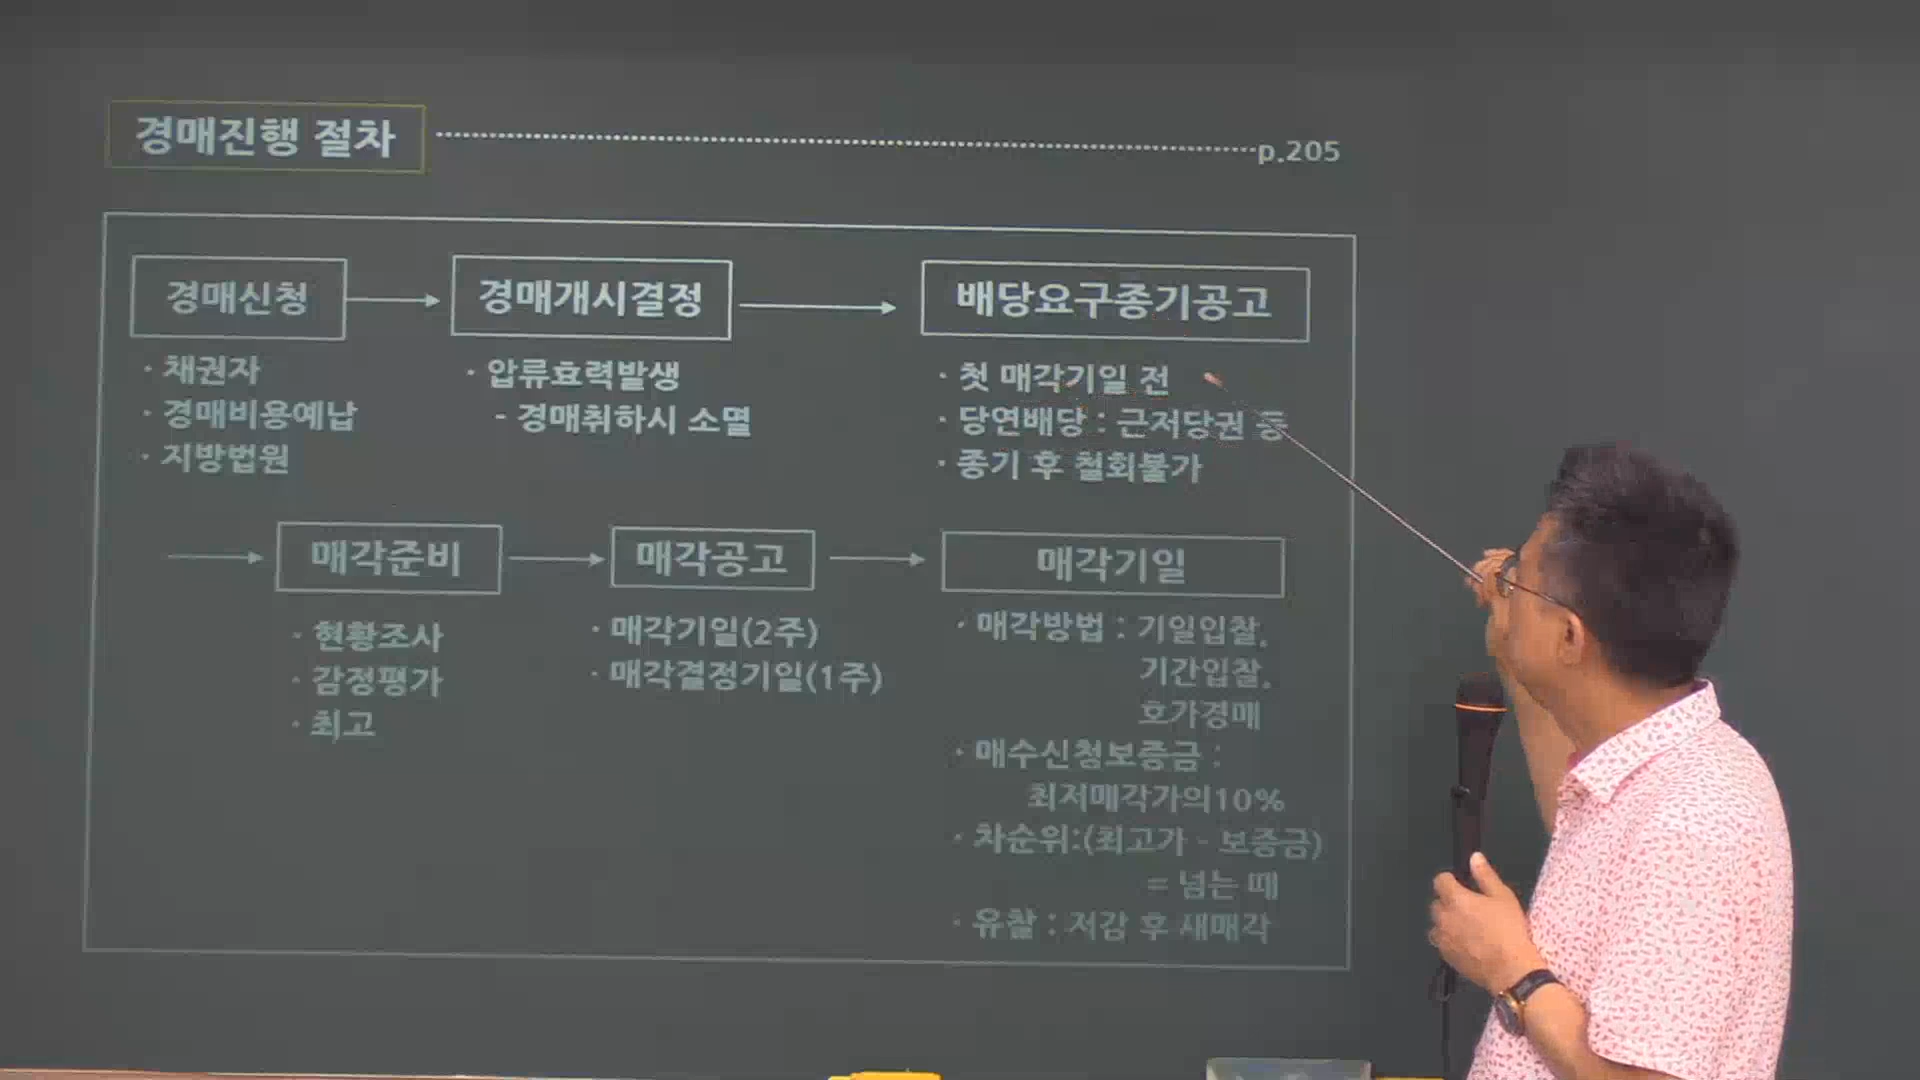 경매진행 절차 p.205
경매신청
· 채권자
· 경매비용예납
· 지방법원
경매개시결정
· 압류효력발생
- 경매취하시 소멸
배당요구종기공고
· 첫 매각기일 전
· 당연배당 : 근저당권 등
· 종기 후 철회불가
매각준비
· 현황조사
· 감정평가
· 최고
매각공고
· 매각기일(2주)
· 매각결정기일(1주)
매각기일
· 매각방법 : 기일입찰,
기간입찰,
호가경매
· 매수신청보증금 :
최저매각가의10%
· 차순위:(최고가 - 보증금)
= 넘는 때
· 유찰 : 저감 후 새매각